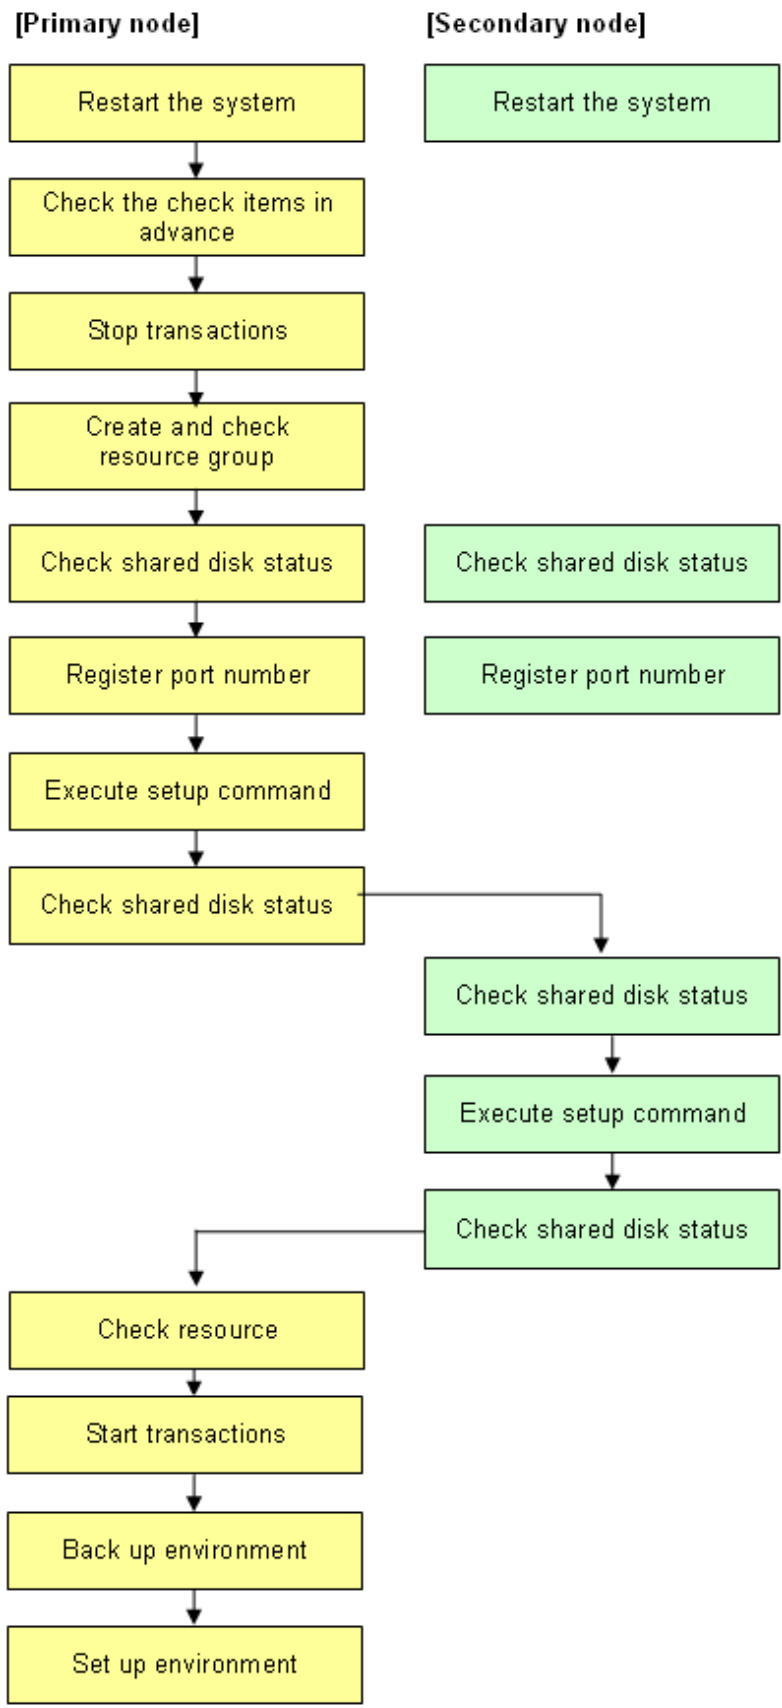 [Primary node]
[Secondary node]
Restart the system
Restart the system
Check the check items in
advance
Stop transactions
Create and check
resource group
Check shared disk status
Check shared disk status
Register port number
Register port number
Execute setup command
Check shared disk status
Check shared disk status
Execute setup command
Check shared disk status
Check resource
Start transactions
Back up environment
Set up environment